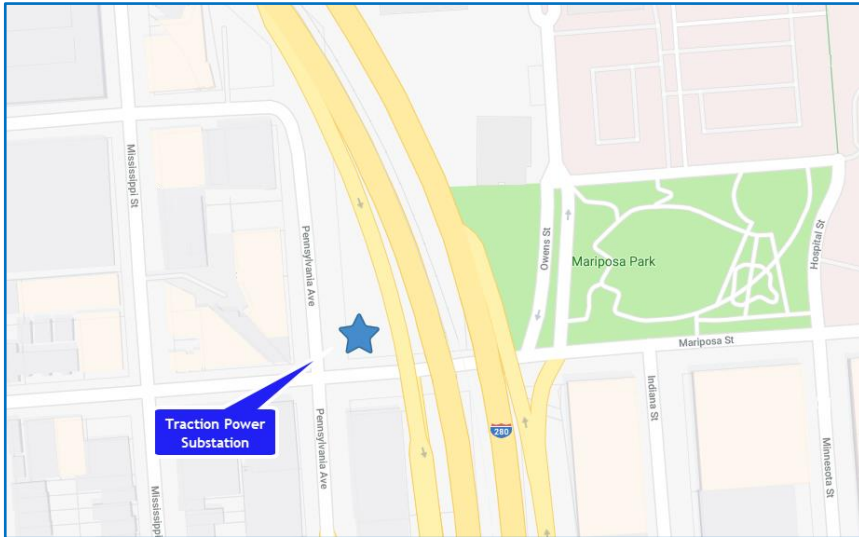 Mississippi St
Pennsylvania Ave
Owens St
Mariposa Park
Hospital St
Mariposa St
Traction Power
Substation
Pennsylvania Ave
280
Indiana St
Minnesota St
Mississippi